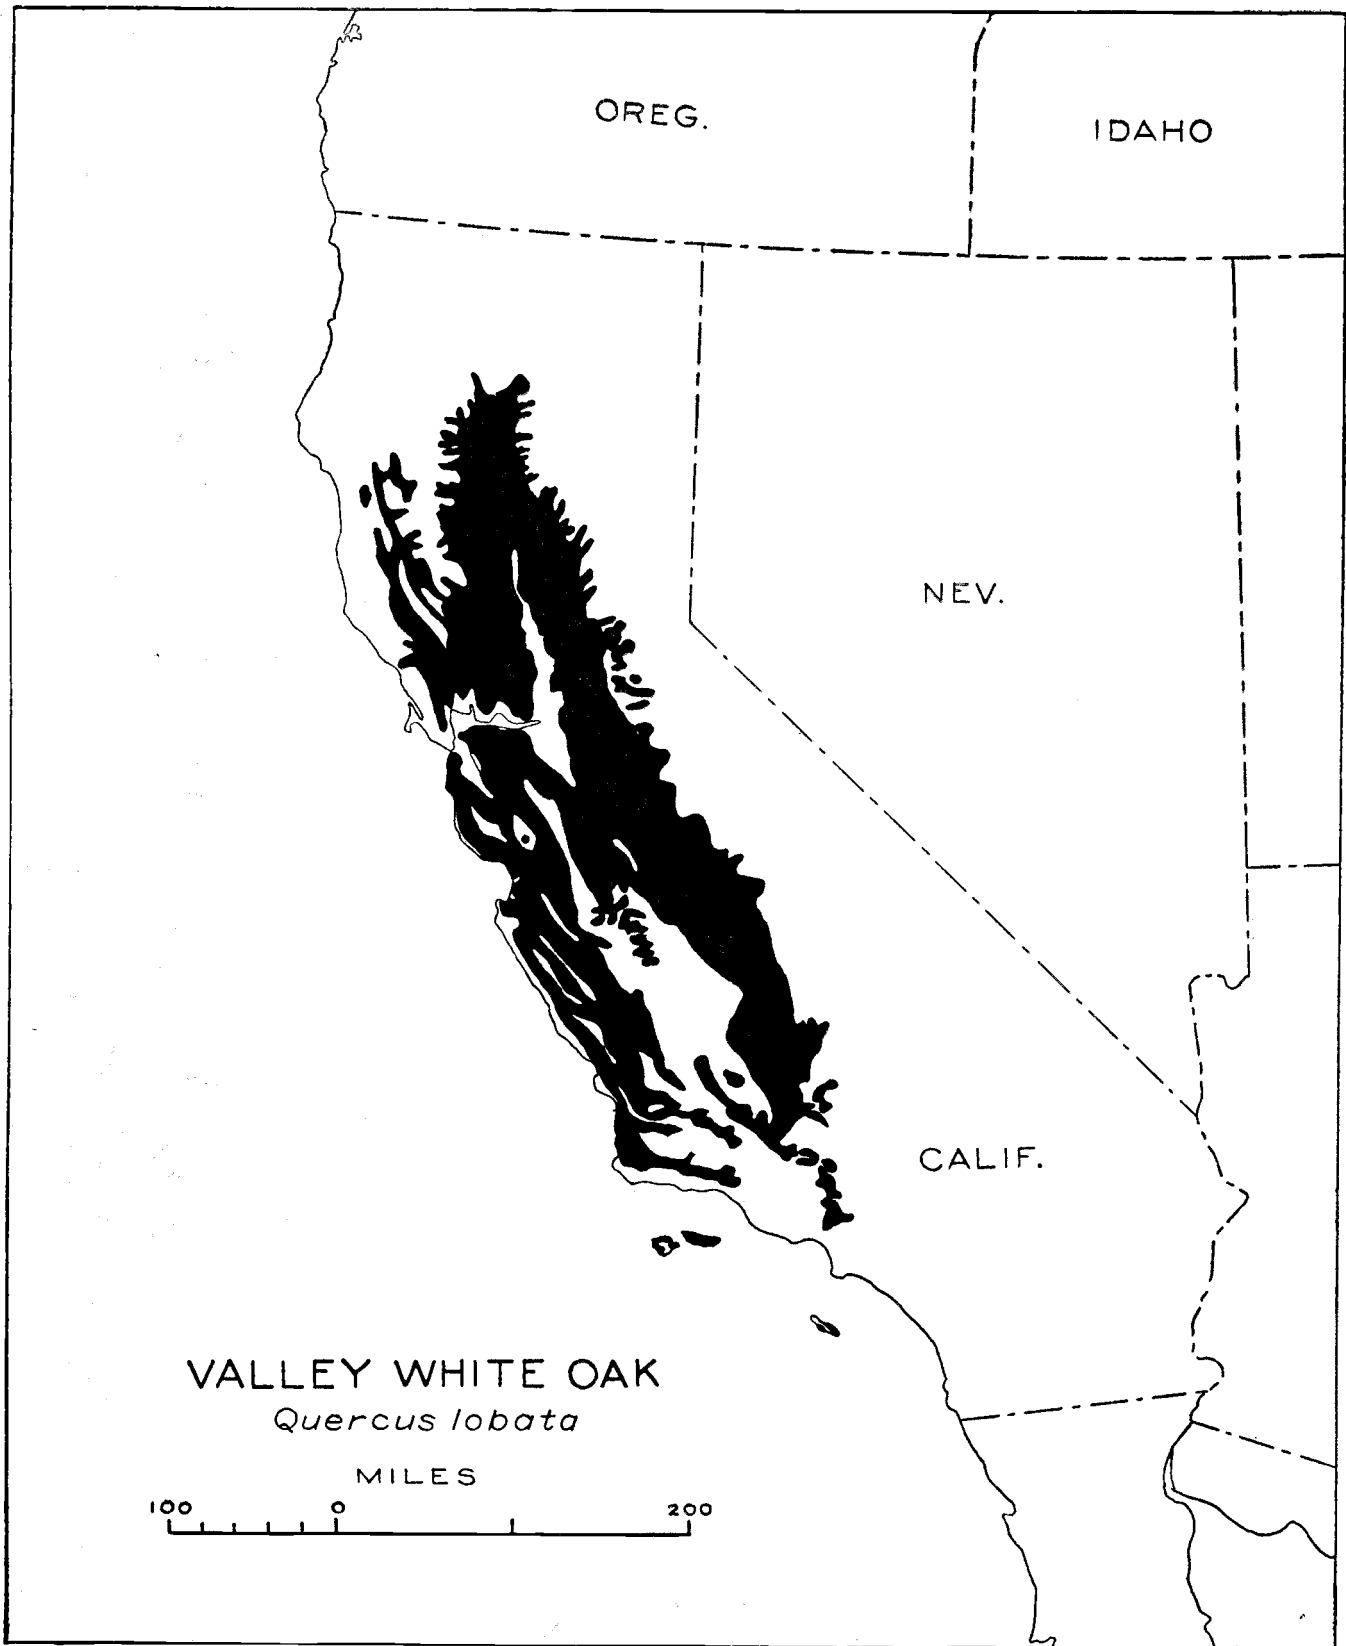 OREG.
IDAHO
NEV.
CALIF.
VALLEY WHITE OAK
Quercus lobata
MILES
100 0 200